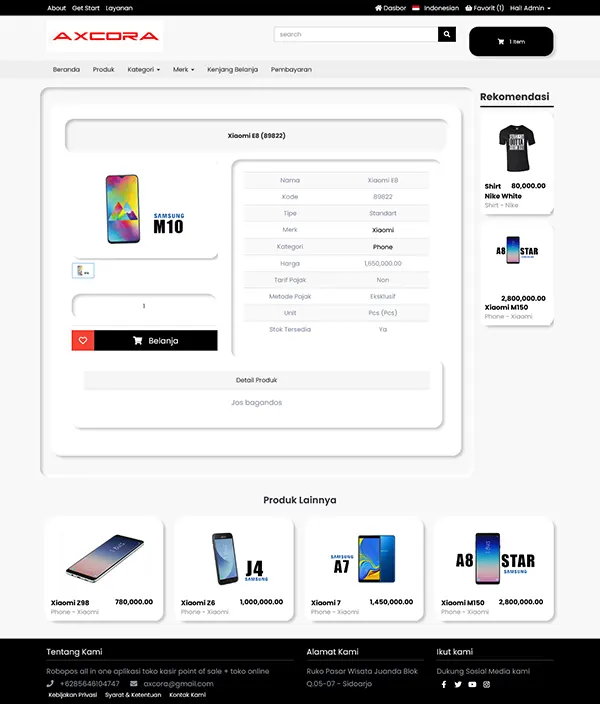 About Get Start Layanan
Dasbor Indonesian Favorit (1) Hai! Admin
AXCORA
search
1 Item
Beranda Produk Kategori Merk Kenjang Belanja Pembayaran
Xiaomi E8 (89822)
SAMSUNG
M10
1
Belanja
Nama Xiaomi E8
Kode 89822
Tipe Standart
Merk Xiaomi
Kategori Phone
Harga 1,650,000.00
Tarif Pajak Non
Metode Pajak Eksklusif
Unit Pcs (Pcs)
Stok Tersedia Ya
Detail Produk
Jos bagandos
Rekomendasi
STRAIGHT
OUTTA
Shirt 80,000.00
Nike White
Shirt - Nike
A8 STAR
2,800,000.00
Xiaomi M150
Phone - Xiaomi
Produk Lainnya
J4
SAMSUNG
SAMSUNG
A7
A8 STAR
SAMSUNG
Xiaomi Z98 780,000.00
Phone - Xiaomi
Xiaomi Z6 1,000,000.00
Phone - Xiaomi
Xiaomi 7 1,450,000.00
Phone - Xiaomi
Xiaomi M150 2,800,000.00
Phone - Xiaomi
Tentang Kami
Robopos all in one aplikasi toko kasir point of sale + toko online
+6285646104747 axcora@gmail.com
Kebijakan Privasi Syarat & Ketentuan Kontak Kami
Alamat Kami
Ruko Pasar Wisata Juanda Blok
Q.05-07 - Sidoarjo
Ikut kami
Dukung Sosial Media kami